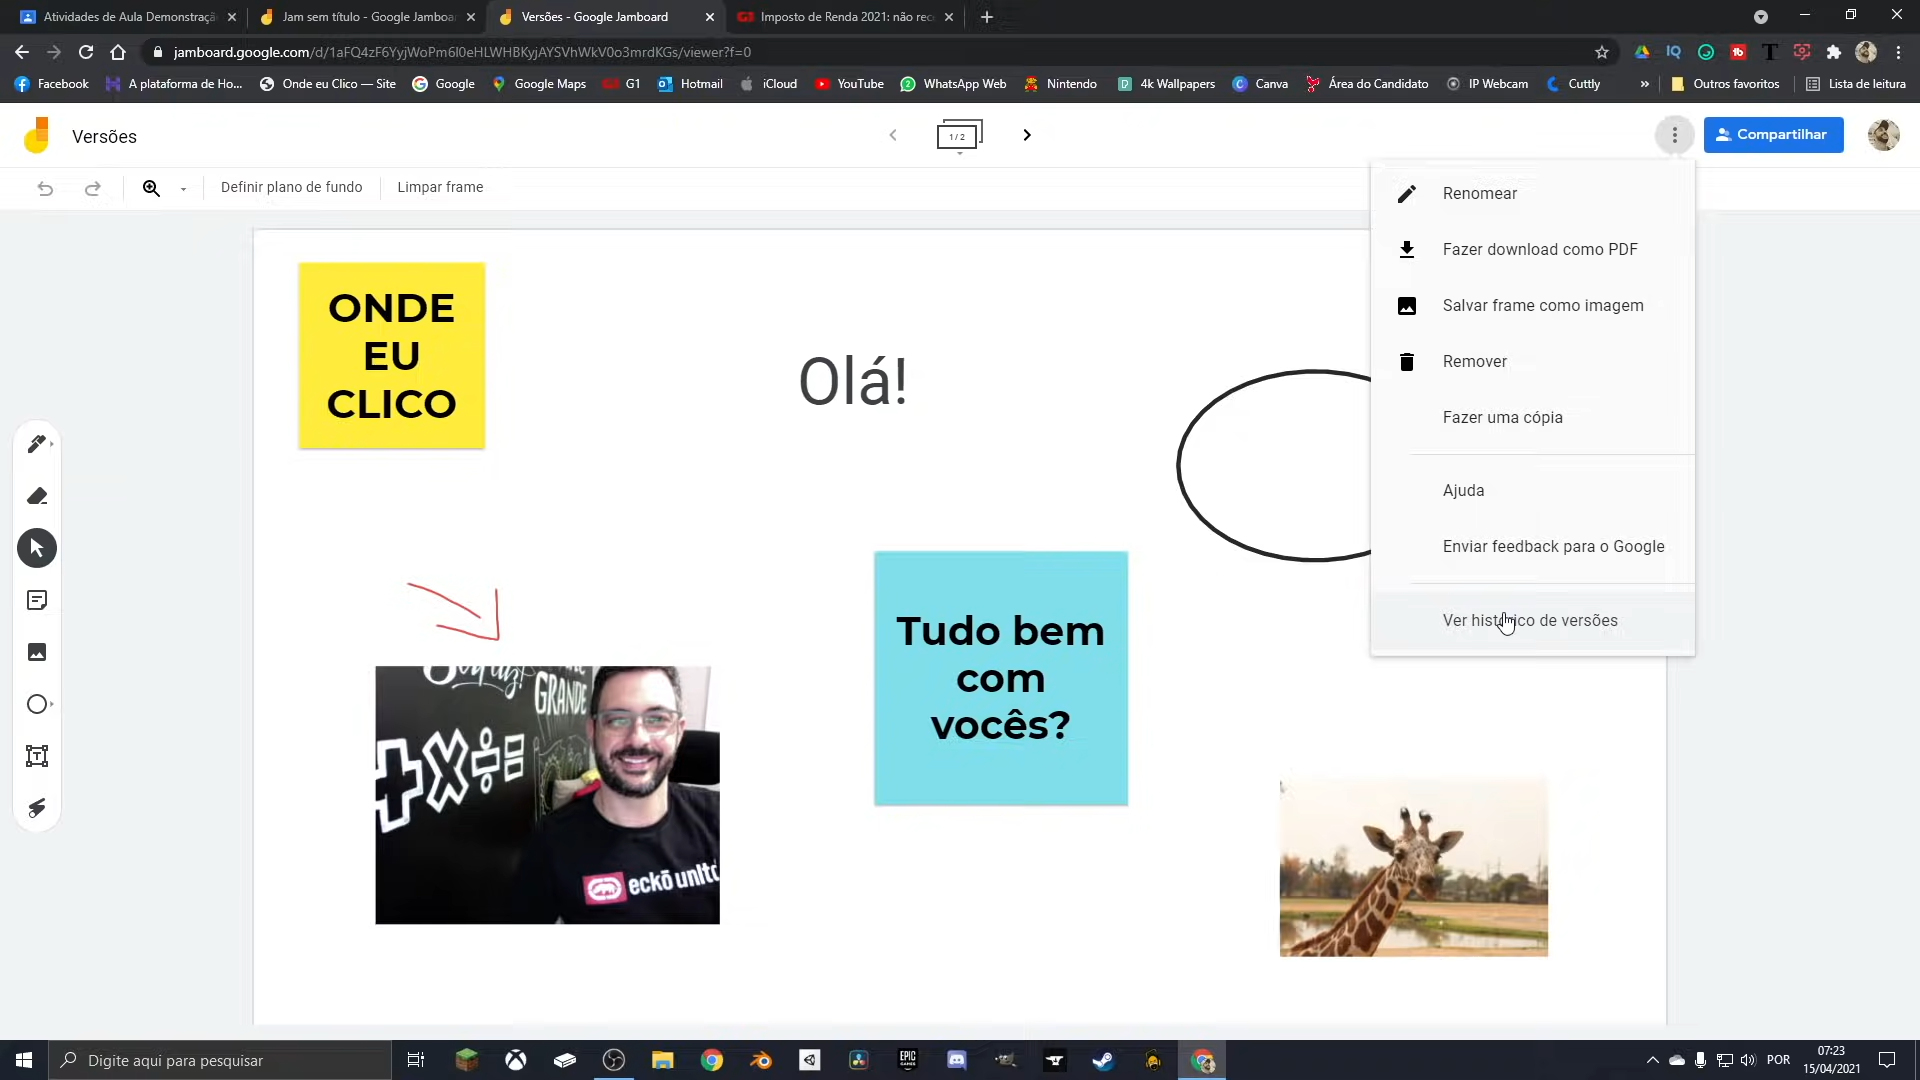 Atividades de Aula Demonstraçã
Jam sem título - Google Jamboar
Versões - Google Jamboard
Imposto de Renda 2021: não rec
jamboard.google.com/d/1aFQ4zF6YyjWoPm6l0eHLWHBKyjAYSVhWkV0o3mrdKGs/viewer?f=0
Facebook
A plataforma de Ho...
Onde eu Clico — Site
Google
Google Maps
G1
Hotmail
iCloud
YouTube
WhatsApp Web
Nintendo
4k Wallpapers
Canva
Área do Candidato
IP Webcam
Cuttly
»
Outros favoritos
Lista de leitura
Versões
1 / 2
Compartilhar
Definir plano de fundo
Limpar frame
Renomear
Fazer download como PDF
Salvar frame como imagem
Remover
Fazer uma cópia
Ajuda
Enviar feedback para o Google
Ver histórico de versões
ONDE
EU
CLICO
Olá!
Tudo bem
com
vocês?
GRANDE
eckō unltd
Digite aqui para pesquisar
EPIC
GAMES
POR
07:23
15/04/2021